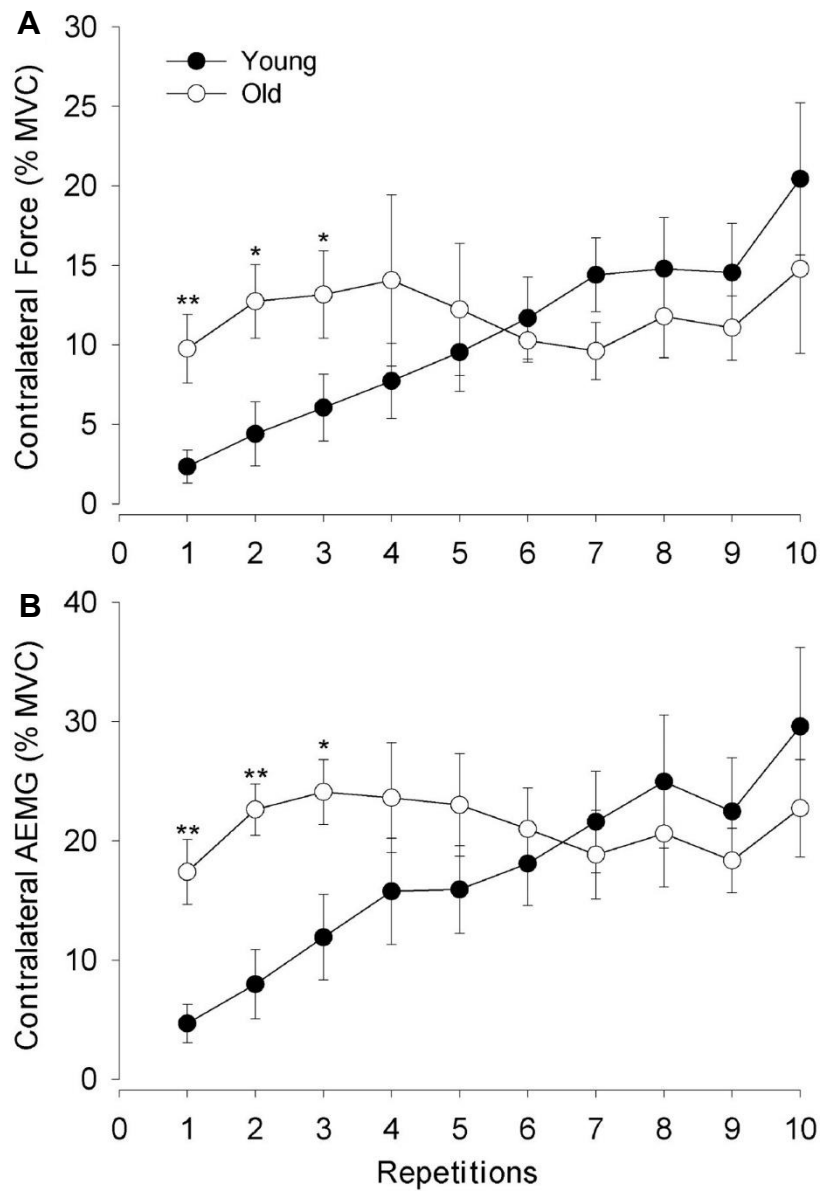 A
Contralateral Force (% MVC)
30
25
20
15
10
5
0
Young
Old
**
*
*
0 1 2 3 4 5 6 7 8 9 10
B
Contralateral AEMG (% MVC)
40
30
20
10
0
**
**
*
0 1 2 3 4 5 6 7 8 9 10
Repetitions